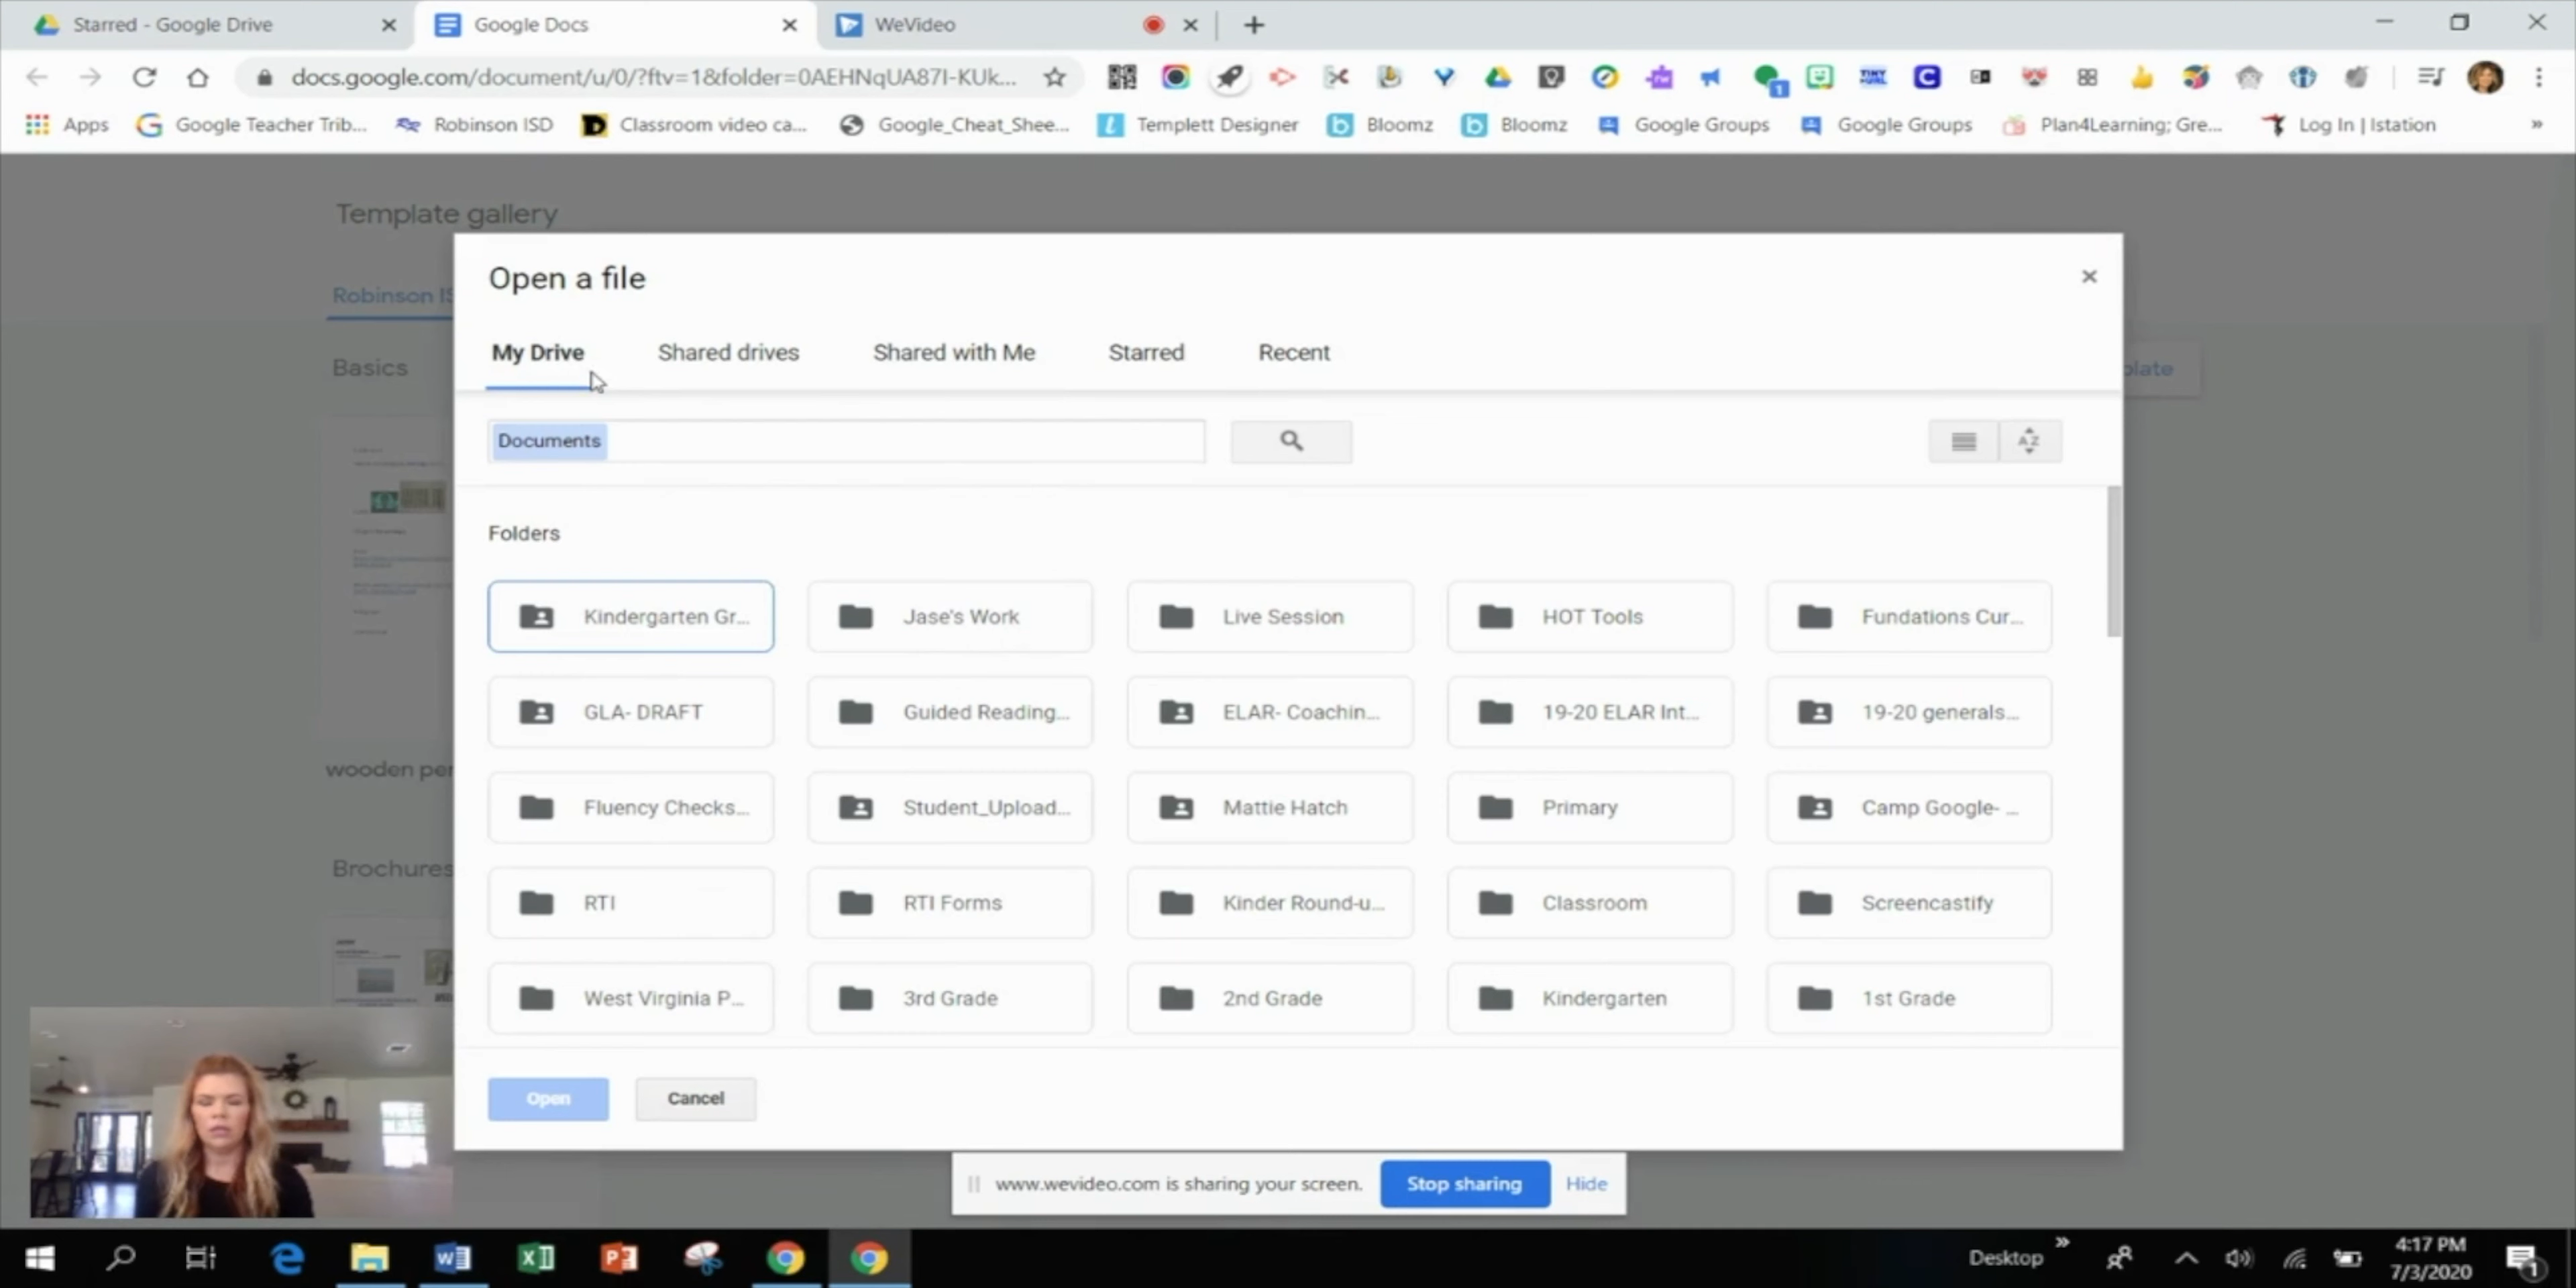 Starred - Google Drive
Google Docs
WeVideo
docs.google.com/document/u/0/?ftv=1&folder=0AEHNqUA87I-KUk...
Apps
Google Teacher Trib...
Robinson ISD
Classroom video ca...
Google_Cheat_Shee...
Templett Designer
Bloomz
Bloomz
Google Groups
Google Groups
Plan4Learning; Gre...
Log In | Istation
Template gallery
Robinson IS
Basics
plate
wooden per
Brochures
Open a file
My Drive
Shared drives
Shared with Me
Starred
Recent
Documents
AZ
Folders
Kindergarten Gr...
Jase's Work
Live Session
HOT Tools
Fundations Cur...
GLA- DRAFT
Guided Reading...
ELAR- Coachin...
19-20 ELAR Int...
19-20 generals...
Fluency Checks...
Student_Upload...
Mattie Hatch
Primary
Camp Google- ...
RTI
RTI Forms
Kinder Round-u...
Classroom
Screencastify
West Virginia P...
3rd Grade
2nd Grade
Kindergarten
1st Grade
Open
Cancel
www.wevideo.com is sharing your screen.
Stop sharing
Hide
Desktop
4:17 PM
7/3/2020